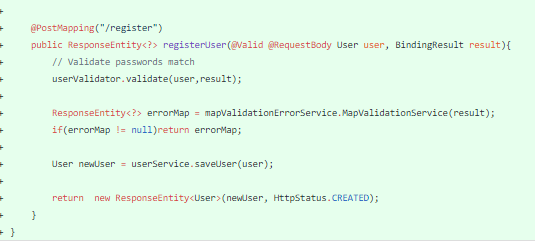 +
+     @PostMapping("/register")
+     public ResponseEntity<?> registerUser(@Valid @RequestBody User user, BindingResult result){
+         // Validate passwords match
+         userValidator.validate(user,result);
+
+         ResponseEntity<?> errorMap = mapValidationErrorService.MapValidationService(result);
+         if(errorMap != null)return errorMap;
+
+         User newUser = userService.saveUser(user);
+
+         return  new ResponseEntity<User>(newUser, HttpStatus.CREATED);
+     }
+ }